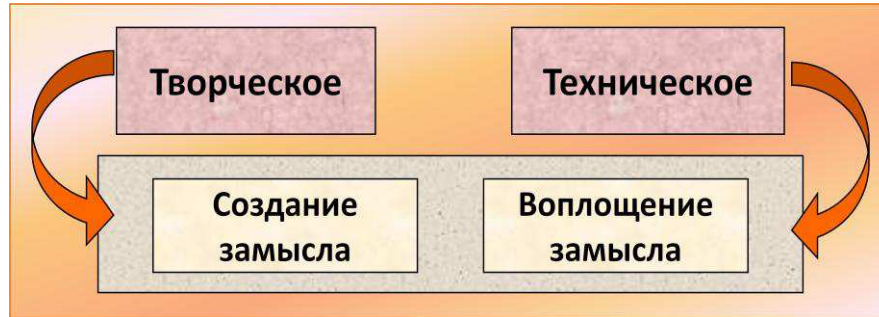 Творческое
Техническое
Создание
замысла
Воплощение
замысла